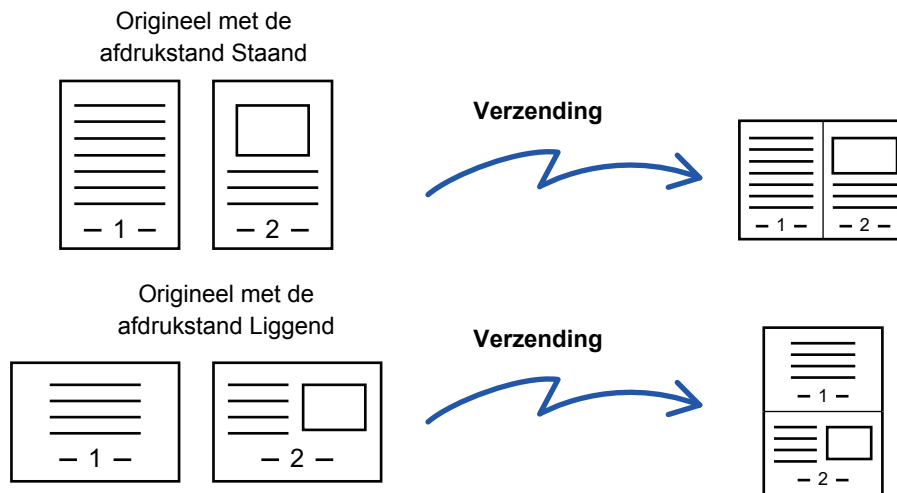 Origineel met de
afdrukstand Staand
Verzending
– 1 –
– 2 –
– 1 –
– 2 –
Origineel met de
afdrukstand Liggend
Verzending
– 1 –
– 2 –
– 1 –
– 2 –